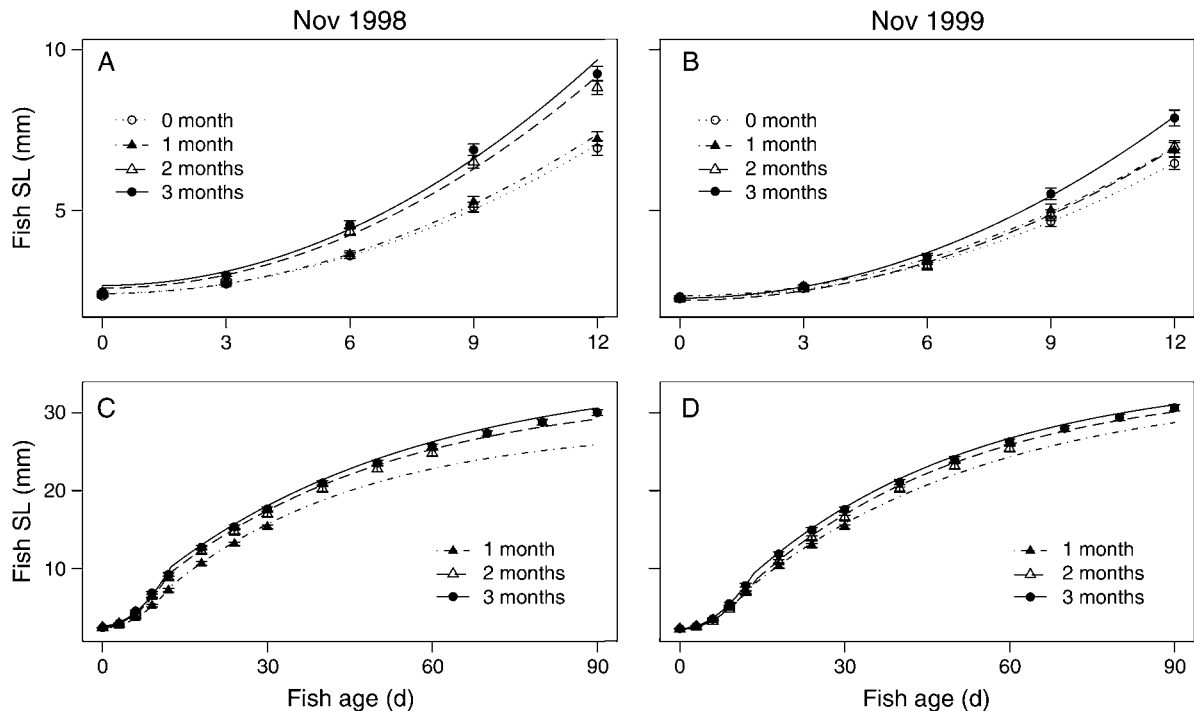 Nov 1998
Nov 1999
A
10
5
Fish SL (mm)
0 month
1 month
2 months
3 months
0 3 6 9 12
B
0 month
1 month
2 months
3 months
0 3 6 9 12
C
30
20
10
Fish SL (mm)
1 month
2 months
3 months
0 30 60 90
Fish age (d)
D
1 month
2 months
3 months
0 30 60 90
Fish age (d)